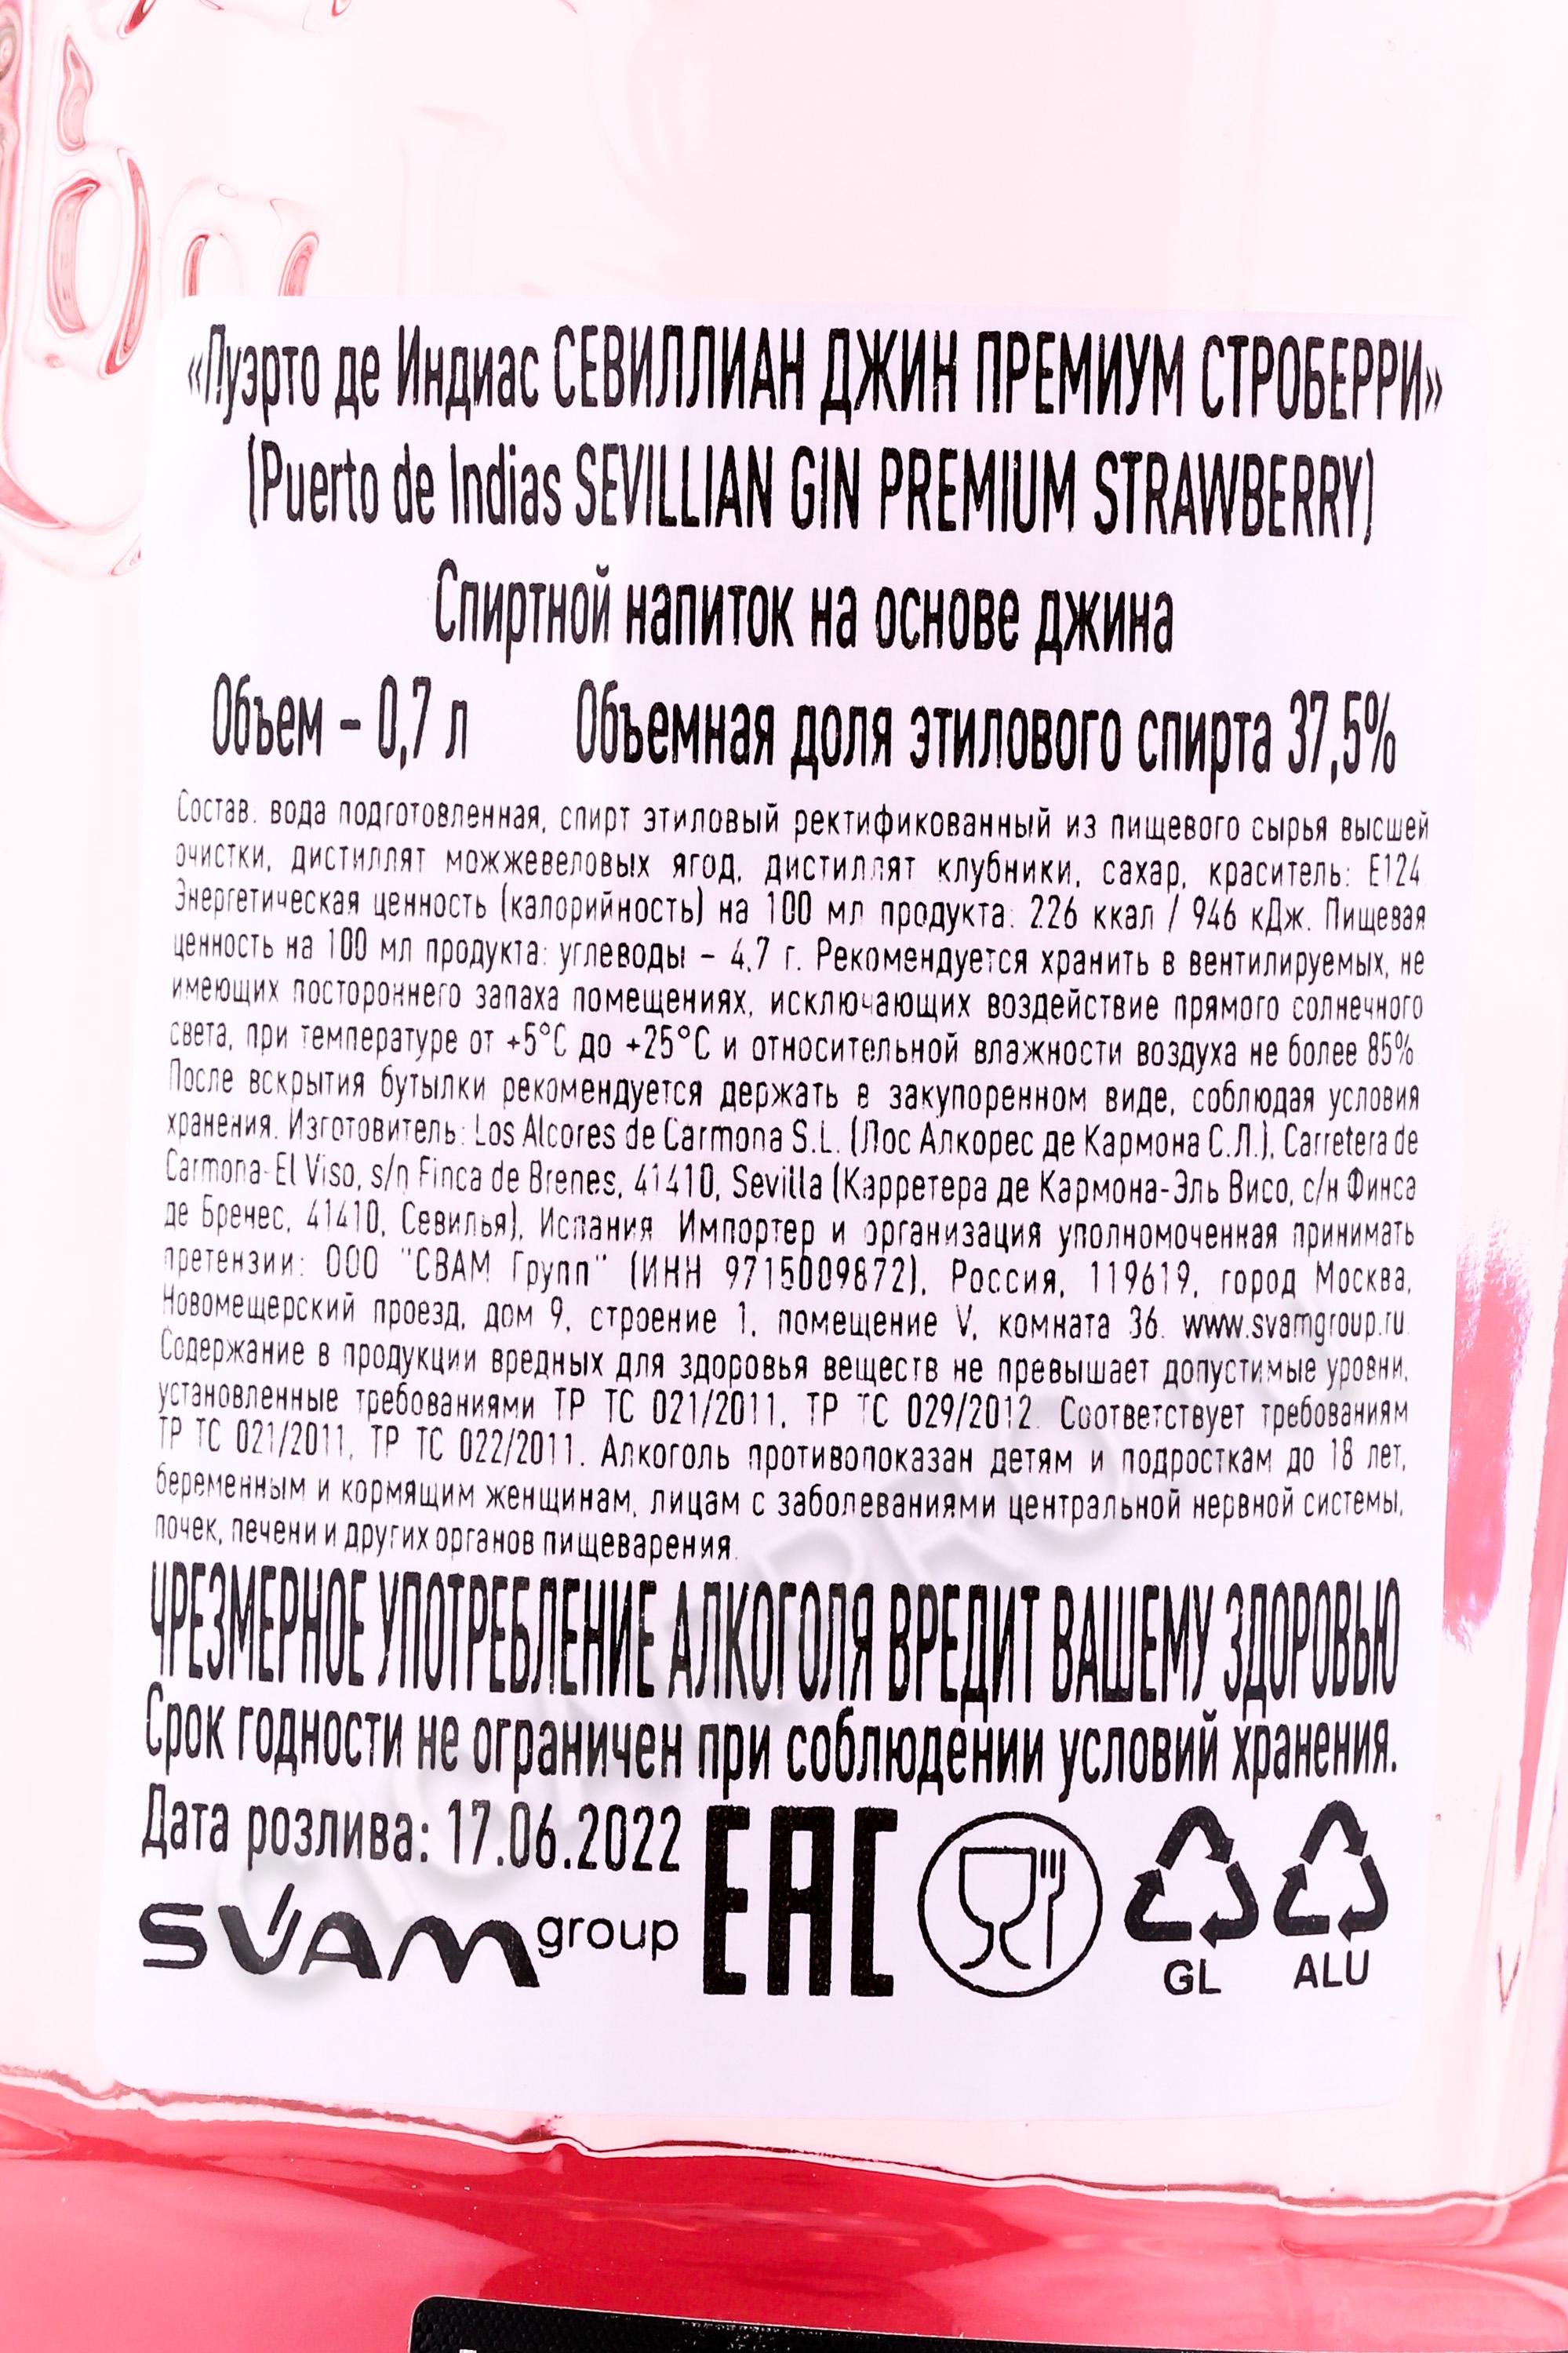 «Пуэрто де Индиас СЕВИЛЛИАН ДЖИН ПРЕМИУМ СТРОБЕРРИ»
(Puerto de Indias SEVILLIAN GIN PREMIUM STRAWBERRY)
Спиртной напиток на основе джина
Объем – 0,7 л Объемная доля этилового спирта 37,5%
Состав: вода подготовленная, спирт этиловый ректификованный из пищевого сырья высшей
очистки, дистиллят можжевеловых ягод, дистиллят клубники, сахар, краситель: Е124.
Энергетическая ценность (калорийность) на 100 мл продукта: 226 ккал / 946 кДж. Пищевая
ценность на 100 мл продукта: углеводы – 4,7 г. Рекомендуется хранить в вентилируемых, не
имеющих постороннего запаха помещениях, исключающих воздействие прямого солнечного
света, при температуре от +5°С до +25°С и относительной влажности воздуха не более 85%.
После вскрытия бутылки рекомендуется держать в закупоренном виде, соблюдая условия
хранения. Изготовитель: Los Alcores de Carmona S.L. (Лос Алкорес де Кармона С.Л.), Carretera de
Carmona-El Viso, s/n Finca de Brenes, 41410, Sevilla (Карретера де Кармона-Эль Висо, с/н Финса
де Бренес, 41410, Севилья), Испания. Импортер и организация уполномоченная принимать
претензии: ООО "СВАМ Групп" (ИНН 9715009872), Россия, 119619, город Москва,
Новомещерский проезд, дом 9, строение 1, помещение V, комната 36. www.svamgroup.ru.
Содержание в продукции вредных для здоровья веществ не превышает допустимые уровни,
установленные требованиями ТР ТС 021/2011, ТР ТС 029/2012. Соответствует требованиям
ТР ТС 021/2011, ТР ТС 022/2011. Алкоголь противопоказан детям и подросткам до 18 лет,
беременным и кормящим женщинам, лицам с заболеваниями центральной нервной системы,
почек, печени и других органов пищеварения.
ЧРЕЗМЕРНОЕ УПОТРЕБЛЕНИЕ АЛКОГОЛЯ ВРЕДИТ ВАШЕМУ ЗДОРОВЬЮ
Срок годности не ограничен при соблюдении условий хранения.
Дата розлива: 17.06.2022 ЕАС
SVAM group GL ALU